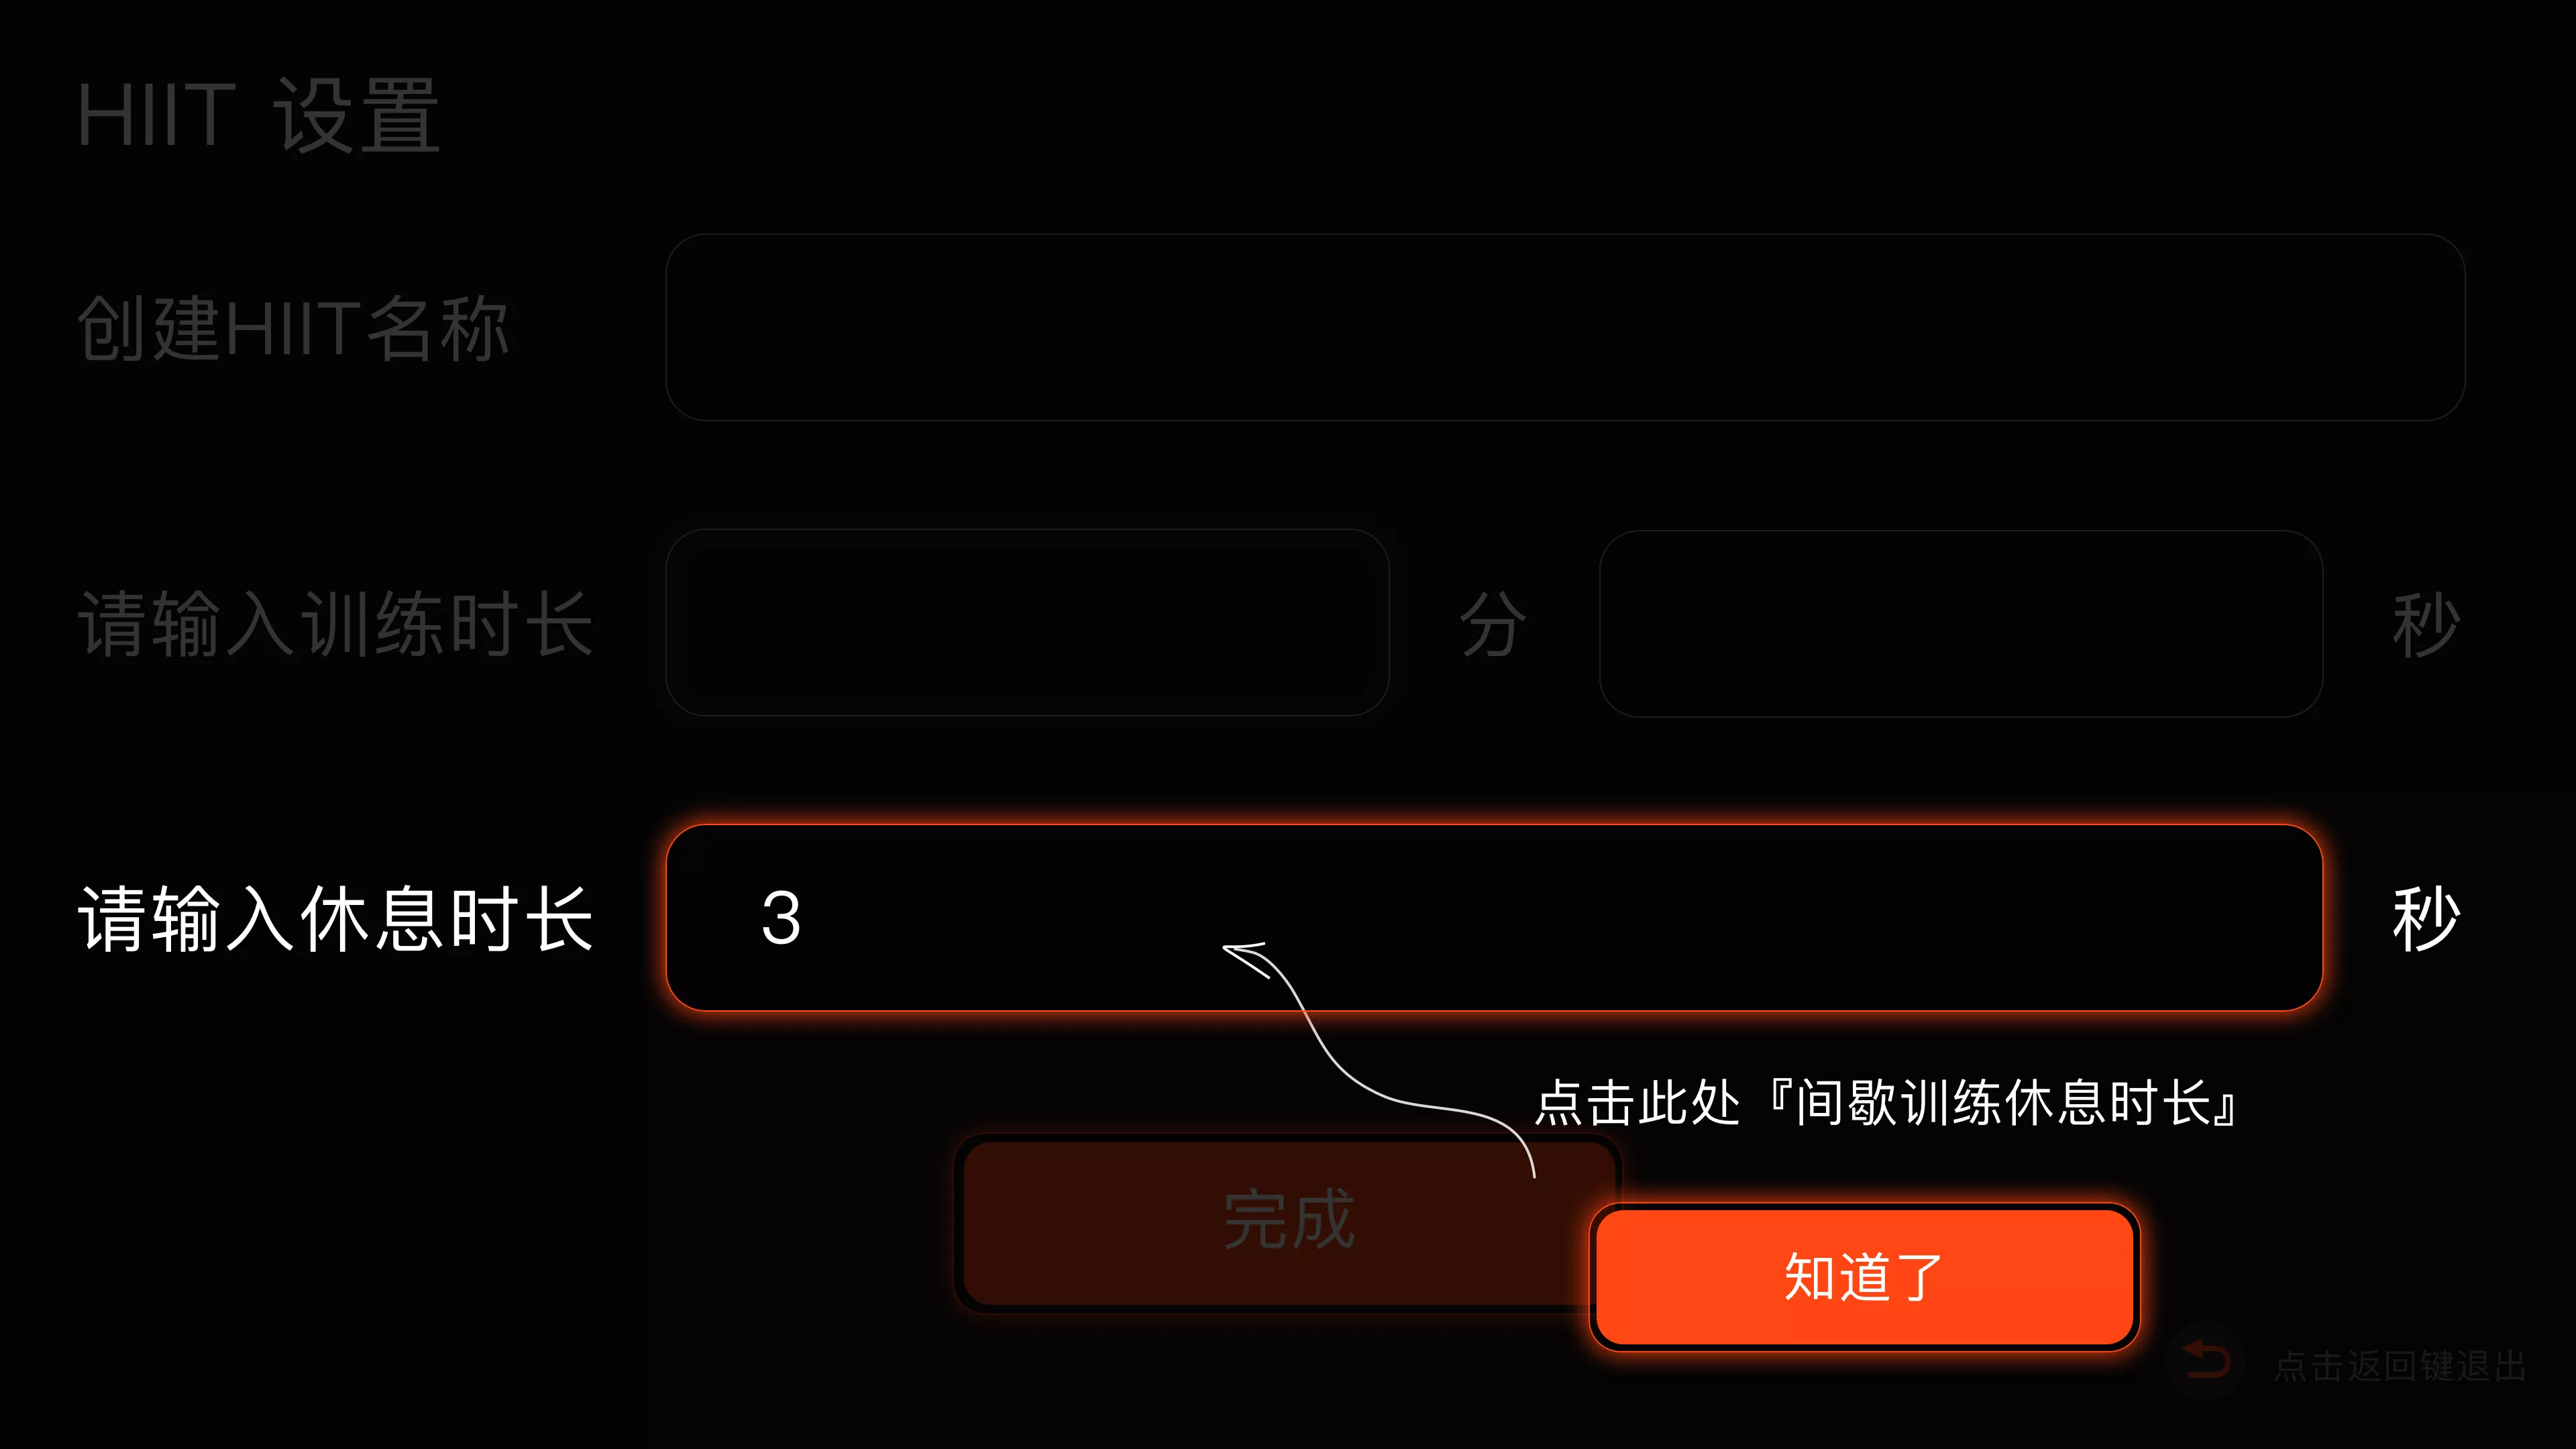 HIIT 设置
创建HIIT名称
请输入训练时长 分 秒
请输入休息时长 3 秒
点击此处『间歇训练休息时长』
完成
知道了
点击返回键退出